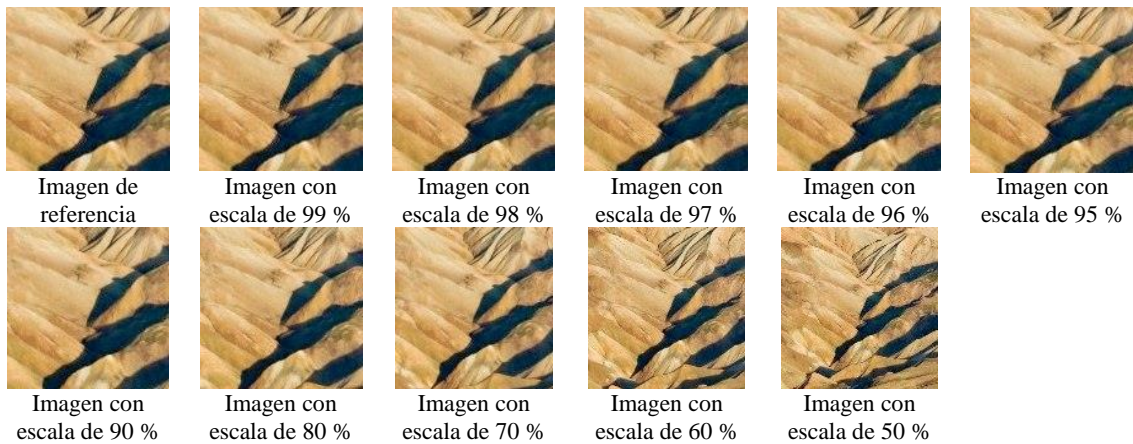 Imagen de
referencia
Imagen con
escala de 99 %
Imagen con
escala de 98 %
Imagen con
escala de 97 %
Imagen con
escala de 96 %
Imagen con
escala de 95 %
Imagen con
escala de 90 %
Imagen con
escala de 80 %
Imagen con
escala de 70 %
Imagen con
escala de 60 %
Imagen con
escala de 50 %